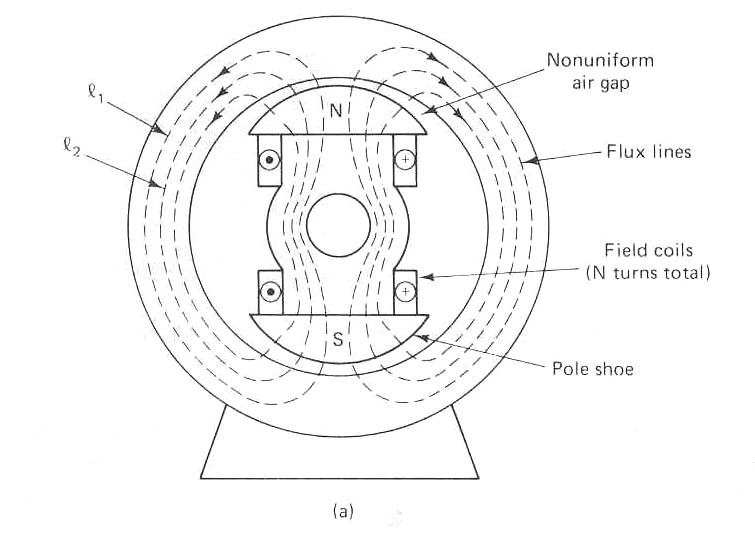 Nonuniform
air gap
ℓ1
N
ℓ2
Flux lines
Field coils
(N turns total)
S
Pole shoe
(a)